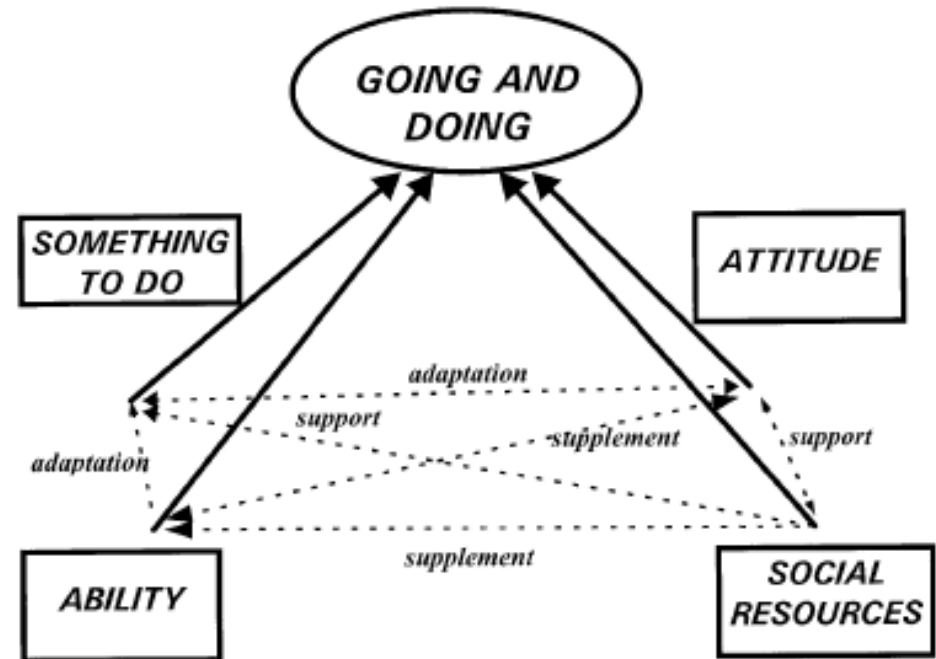 GOING AND
DOING
SOMETHING
TO DO
ATTITUDE
adaptation
support
supplement
support
adaptation
supplement
ABILITY
SOCIAL
RESOURCES